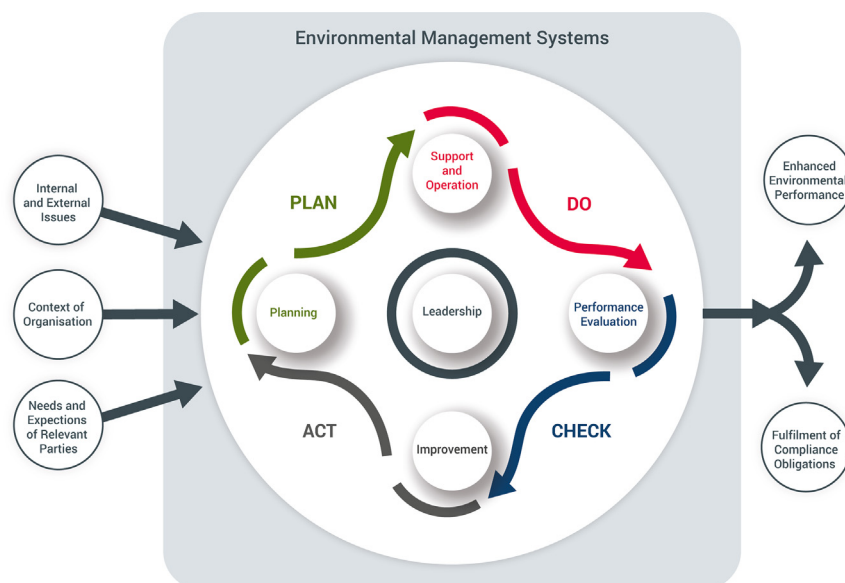 Environmental Management Systems
Internal
and External
Issues
Context of
Organisation
Needs and
Expections
of Relevant
Parties
PLAN
Support
and
Operation
DO
Planning
Leadership
Performance
Evaluation
ACT
Improvement
CHECK
Enhanced
Environmental
Performance
Fulfilment of
Compliance
Obligations